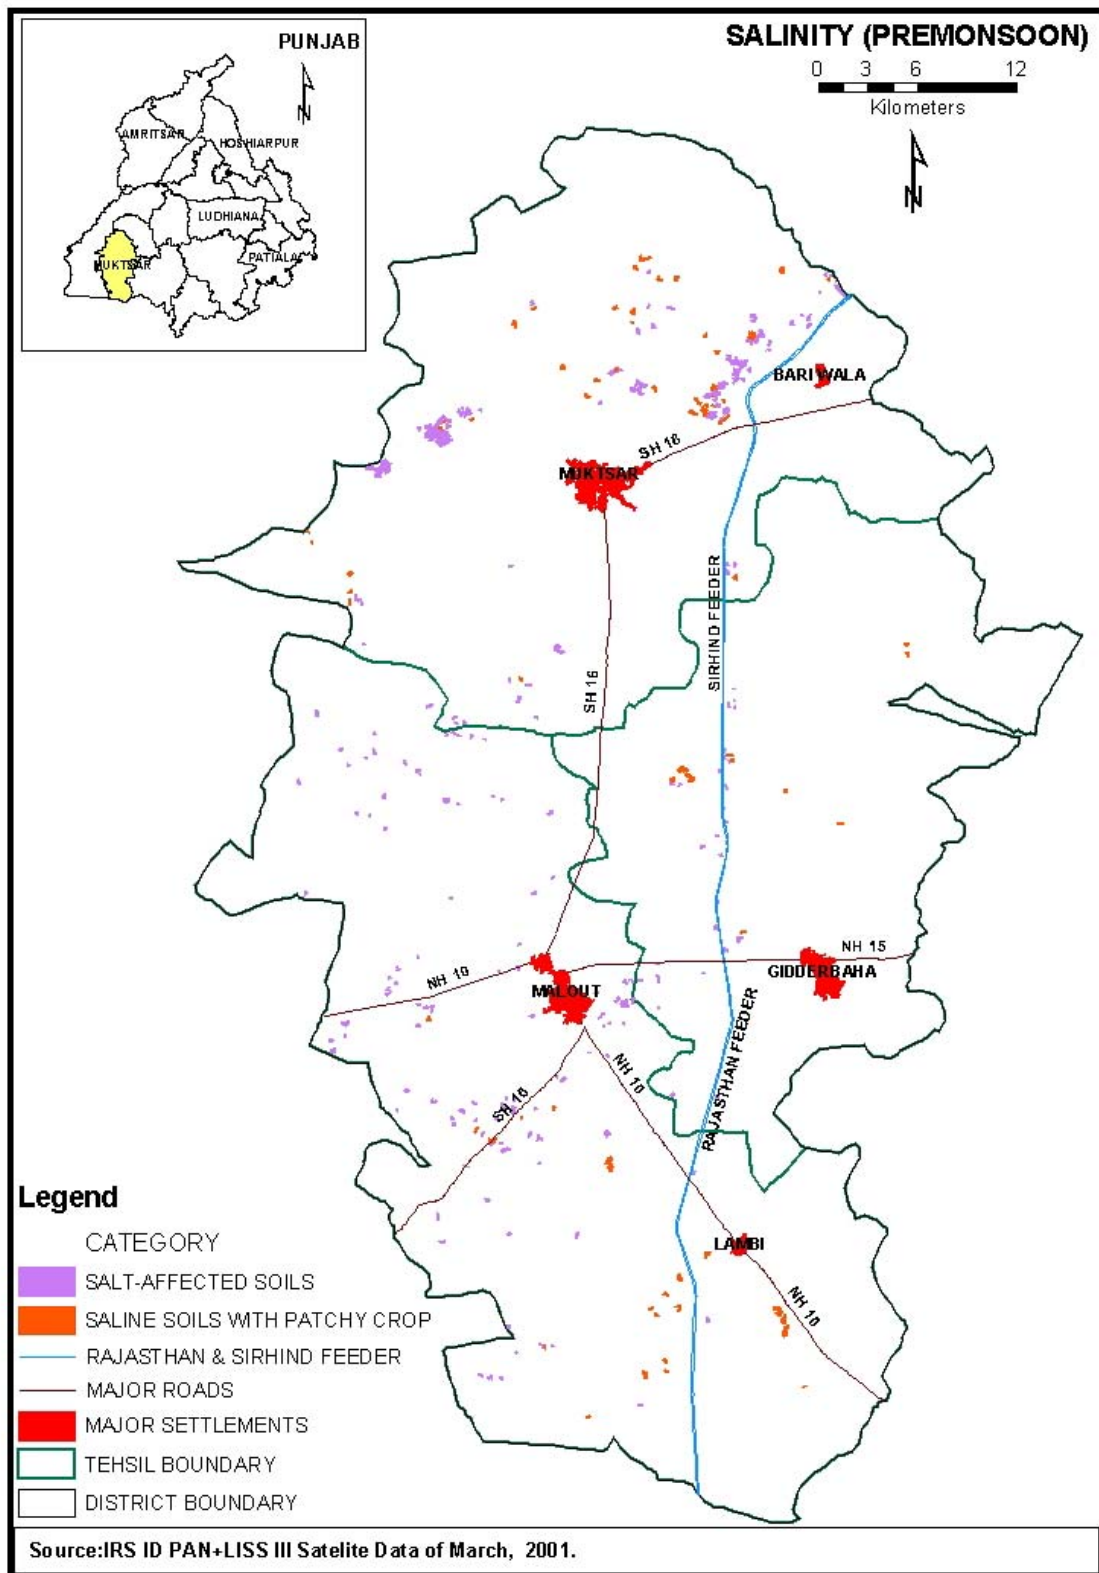 PUNJAB
N
AMRITSAR
HOSHIARPUR
LUDHIANA
PATIALA
MUKTSAR
SALINITY (PREMONSOON)
0 3 6 12
Kilometers
N
BARIWALA
SH 16
MUKTSAR
SIRHIND FEEDER
SH 16
NH 15
GIDDERBAHA
NH 10
MALOUT
RAJASTHAN FEEDER
NH 10
SH 16
LAMBI
NH 10
Legend
CATEGORY
SALT-AFFECTED SOILS
SALINE SOILS WITH PATCHY CROP
RAJASTHAN & SIRHIND FEEDER
MAJOR ROADS
MAJOR SETTLEMENTS
TEHSIL BOUNDARY
DISTRICT BOUNDARY
Source:IRS ID PAN+LISS III Satelite Data of March, 2001.